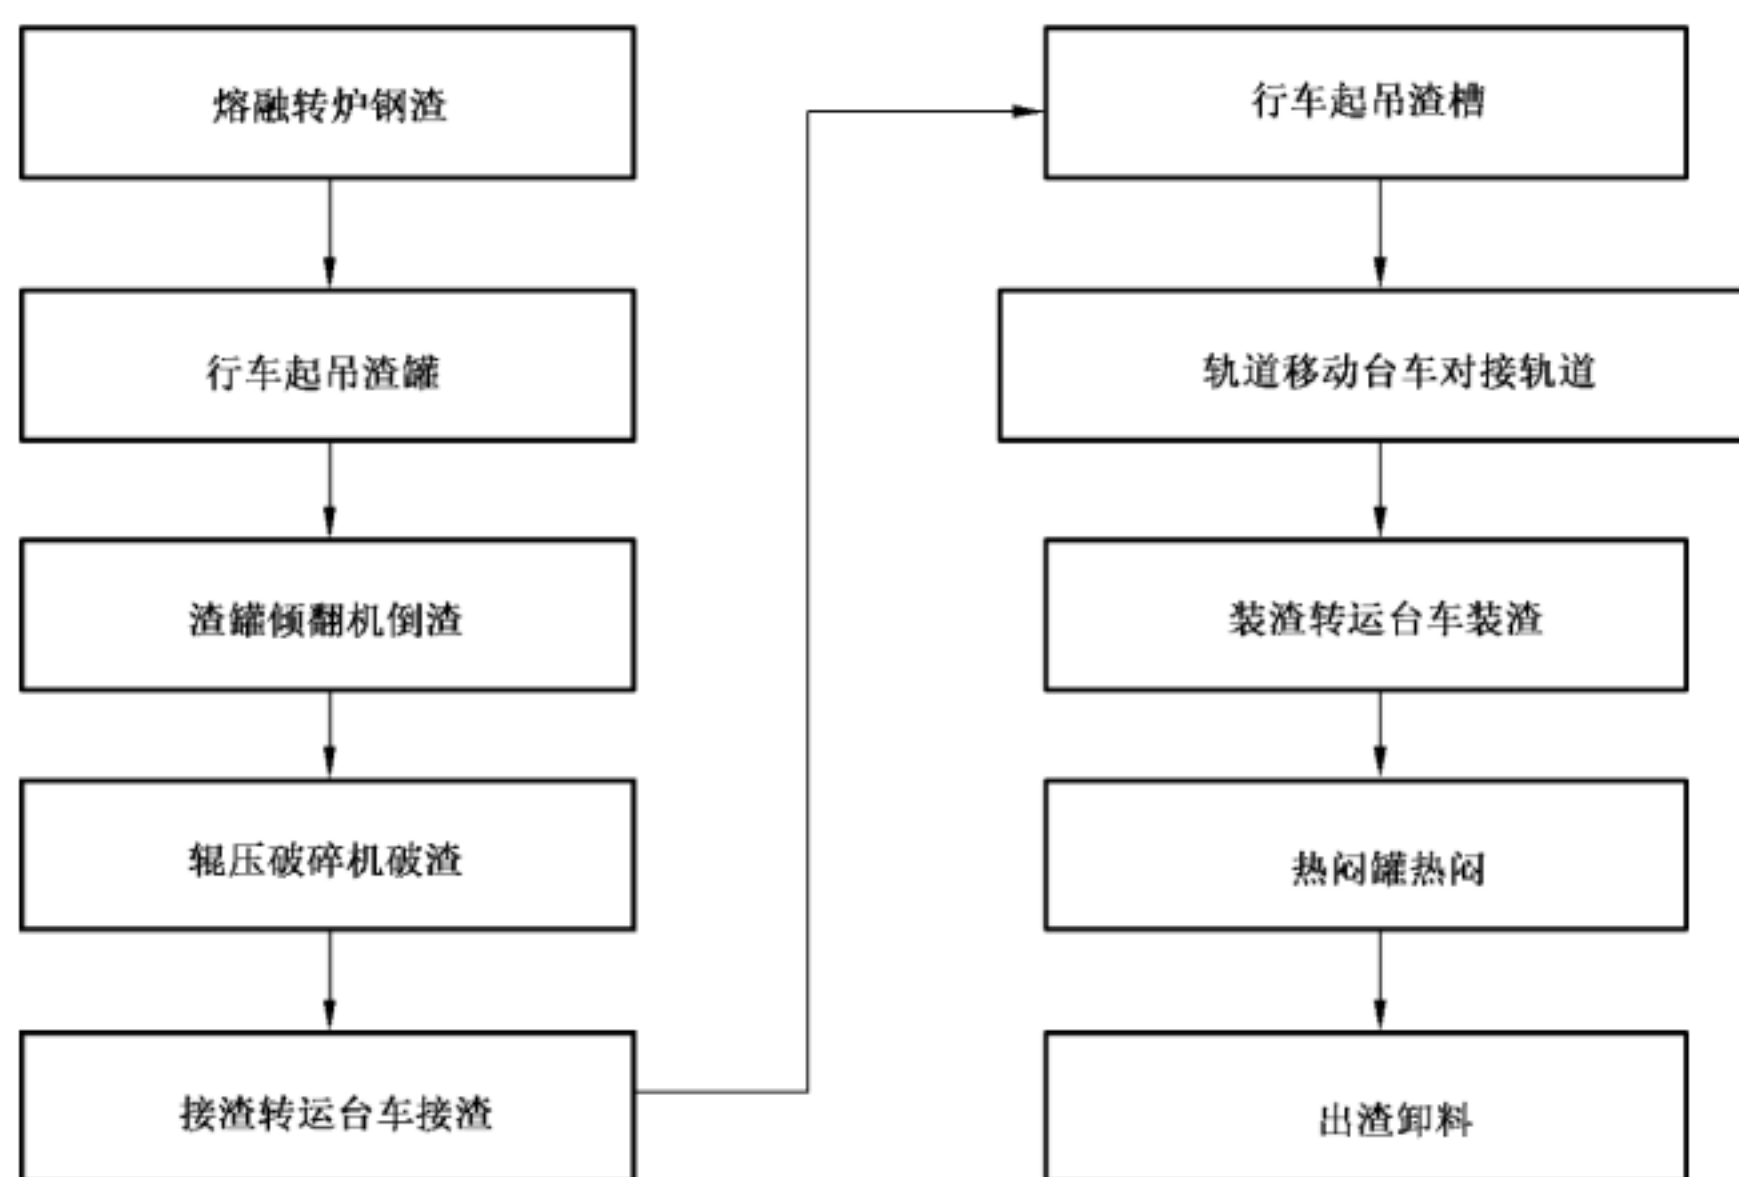 熔融转炉钢渣
行车起吊渣罐
渣罐倾翻机倒渣
辊压破碎机破渣
接渣转运台车接渣
行车起吊渣槽
轨道移动台车对接轨道
装渣转运台车装渣
热闷罐热闷
出渣卸料